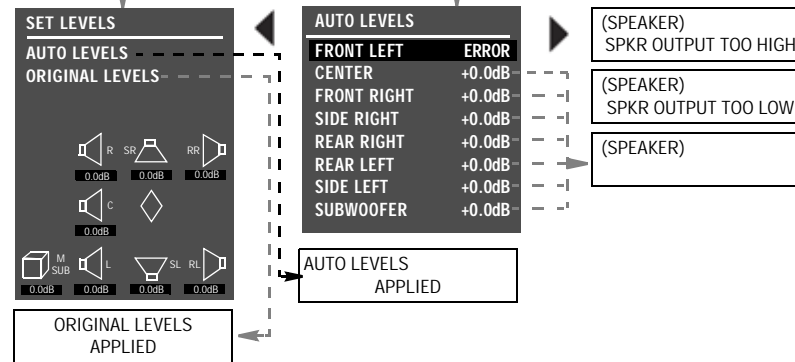 SET LEVELS
AUTO LEVELS
ORIGINAL LEVELS
R SR RR
0.0dB 0.0dB 0.0dB
C
0.0dB
M SUB L SL RL
0.0dB 0.0dB 0.0dB 0.0dB
ORIGINAL LEVELS
APPLIED
AUTO LEVELS
FRONT LEFT ERROR
CENTER +0.0dB
FRONT RIGHT +0.0dB
SIDE RIGHT +0.0dB
REAR RIGHT +0.0dB
REAR LEFT +0.0dB
SIDE LEFT +0.0dB
SUBWOOFER +0.0dB
AUTO LEVELS
APPLIED
(SPEAKER)
SPKR OUTPUT TOO HIGH
(SPEAKER)
SPKR OUTPUT TOO LOW
(SPEAKER)